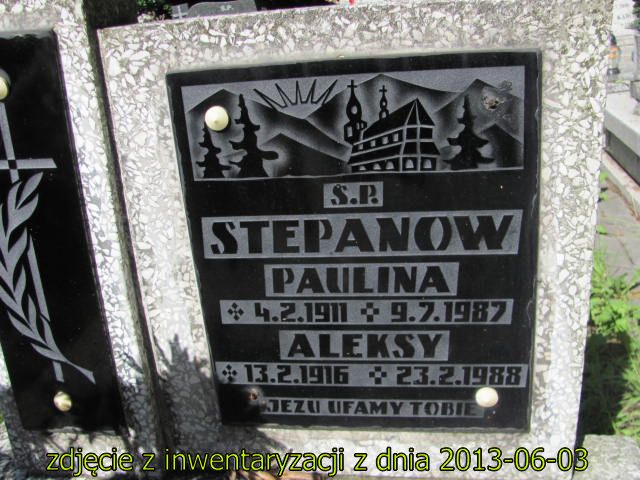 Ś.P.
STEPANOW
PAULINA
4.2.1911 9.7.1987
ALEKSY
13.2.1916 23.2.1988
JEZU UFAMY TOBIE
zdjęcie z inwentaryzacji z dnia 2013-06-03